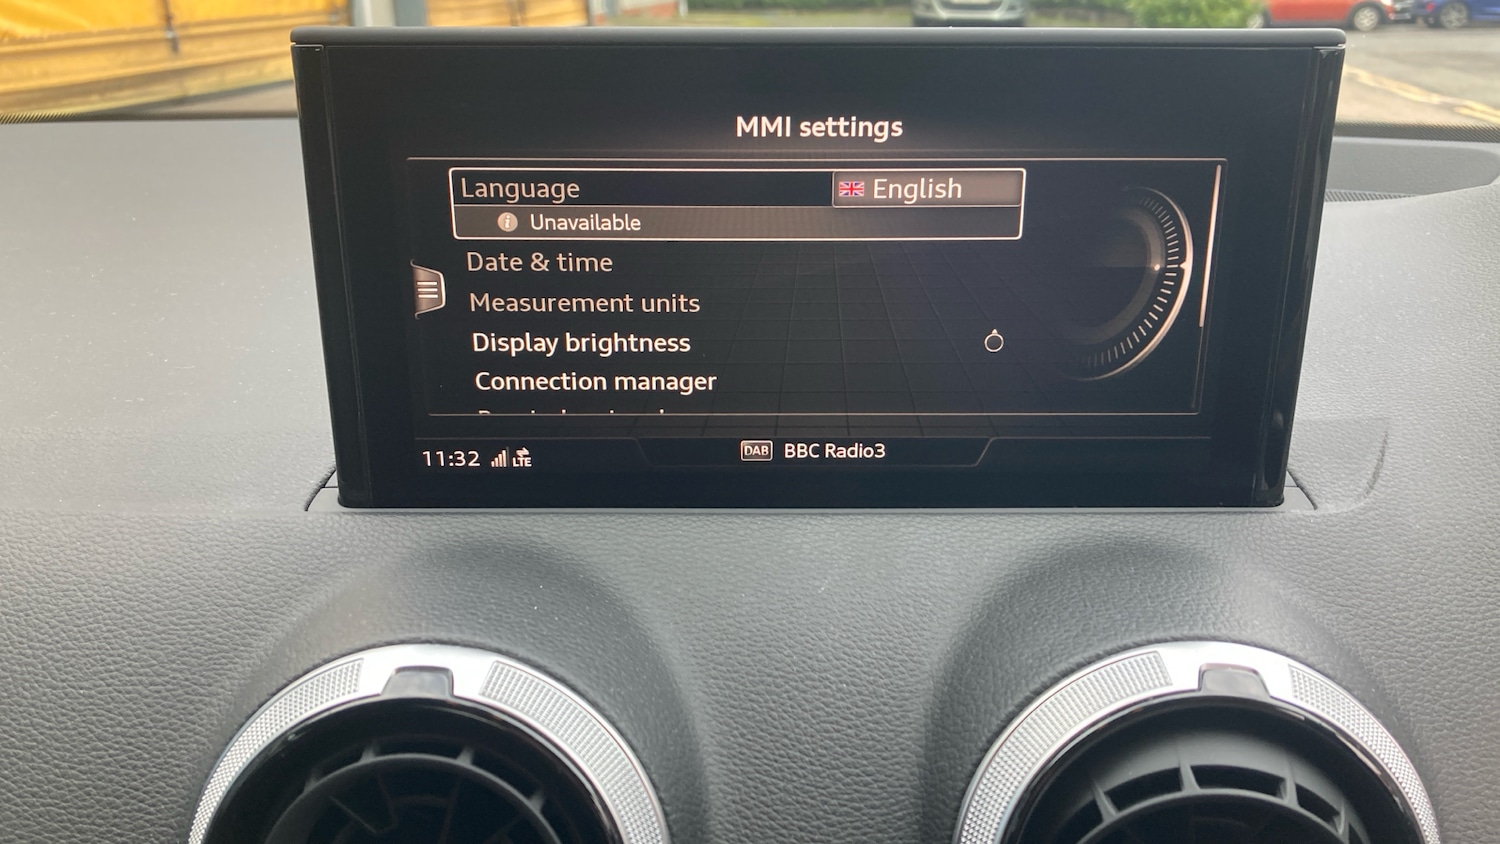 MMI settings
Language English
Unavailable
Date & time
Measurement units
Display brightness
Connection manager
11:32 LTE DAB BBC Radio3